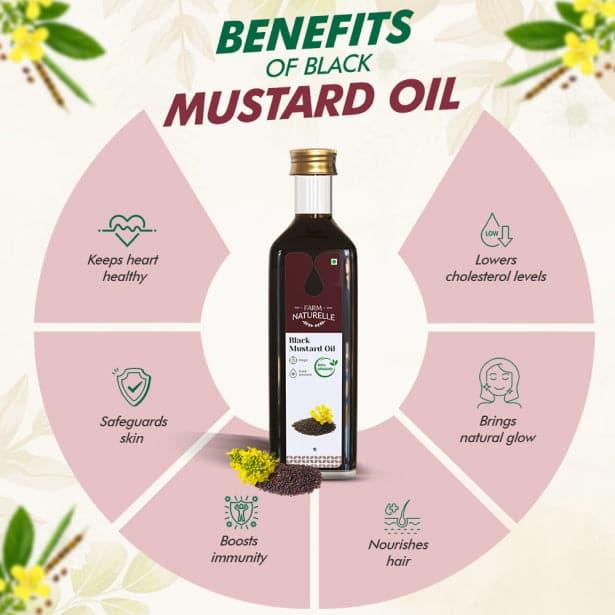 BENEFITS
OF BLACK
MUSTARD OIL
Keeps heart
healthy
LOW
Lowers
cholesterol levels
FARM
NATURELLE
Black
Mustard Oil
Safeguards
skin
Brings
natural glow
Boosts
immunity
Nourishes
hair